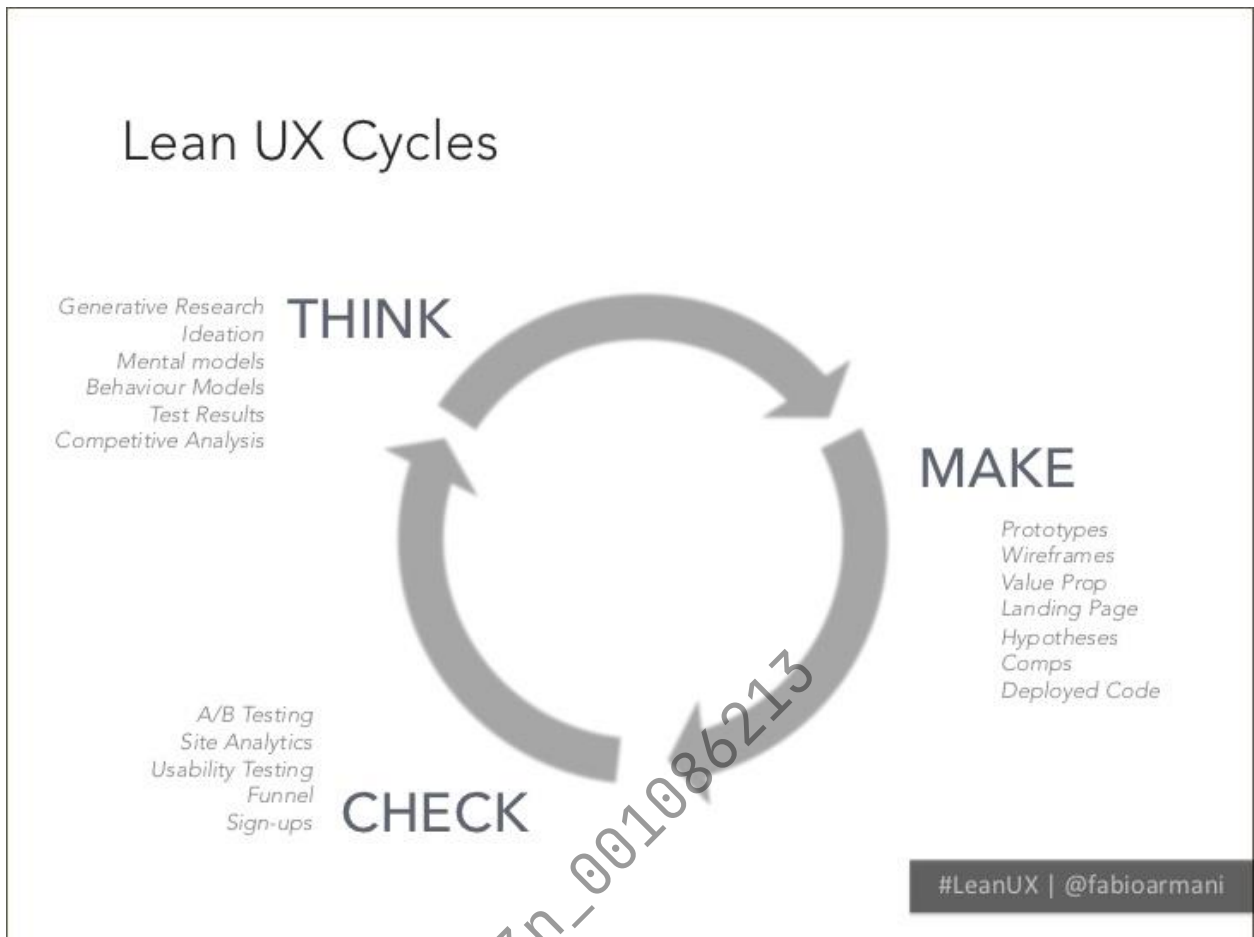 Lean UX Cycles
THINK
Generative Research
Ideation
Mental models
Behaviour Models
Test Results
Competitive Analysis
MAKE
Prototypes
Wireframes
Value Prop
Landing Page
Hypotheses
Comps
Deployed Code
CHECK
A/B Testing
Site Analytics
Usability Testing
Funnel
Sign-ups
#LeanUX | @fabioarmani